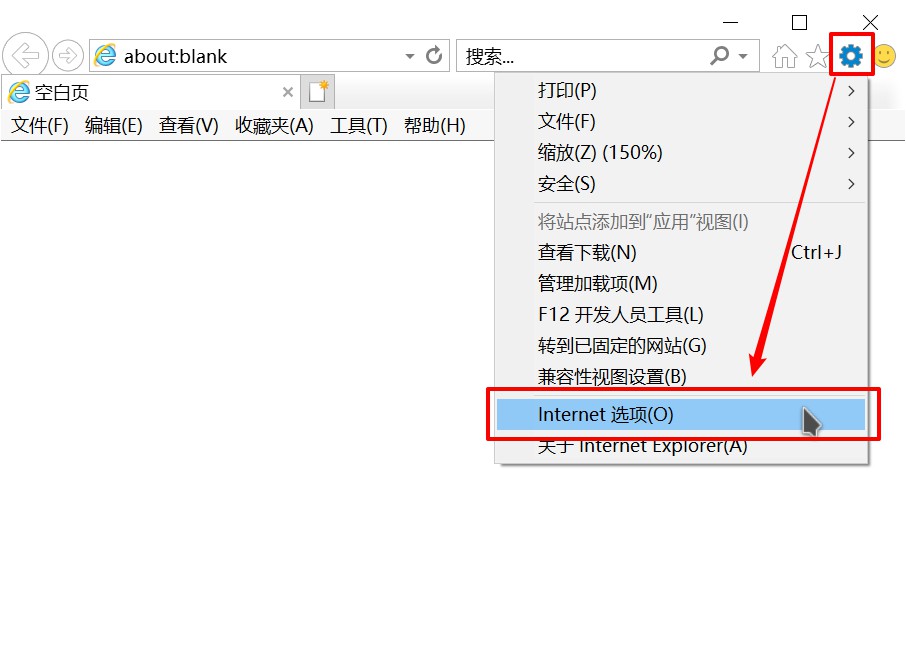 about:blank
搜索...
空白页
文件(F) 编辑(E) 查看(V) 收藏夹(A) 工具(T) 帮助(H)
打印(P)
文件(F)
缩放(Z) (150%)
安全(S)
将站点添加到“应用”视图(I)
查看下载(N) Ctrl+J
管理加载项(M)
F12 开发人员工具(L)
转到已固定的网站(G)
兼容性视图设置(B)
Internet 选项(O)
关于 Internet Explorer(A)